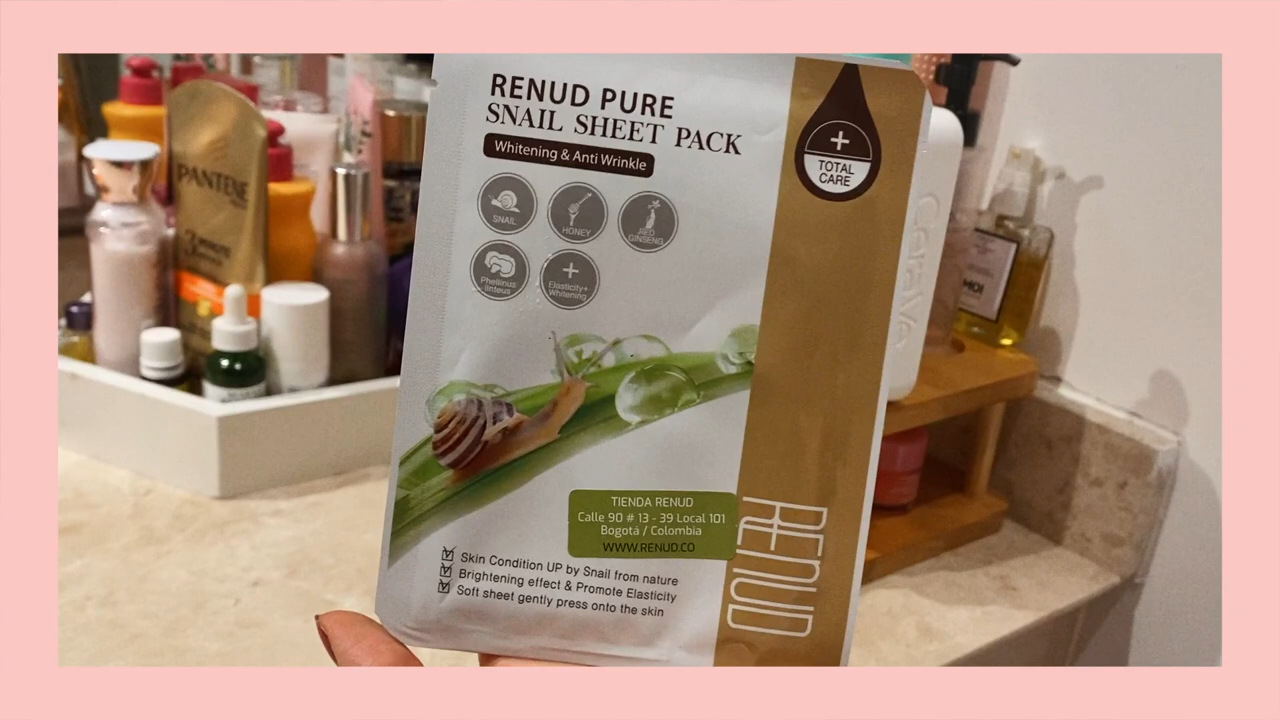 RENUD PURE
SNAIL SHEET PACK
Whitening & Anti Wrinkle
SNAIL
HONEY
RED
GINSENG
Phellinus
linteus
Elasticity+
Whitening
+
TOTAL
CARE
TIENDA RENUD
Calle 90 # 13 - 39 Local 101
Bogotá / Colombia
WWW.RENUD.CO
Skin Condition UP by Snail from nature
Brightening effect & Promote Elasticity
Soft sheet gently press onto the skin
RENUD
PANTENE
CeraVe